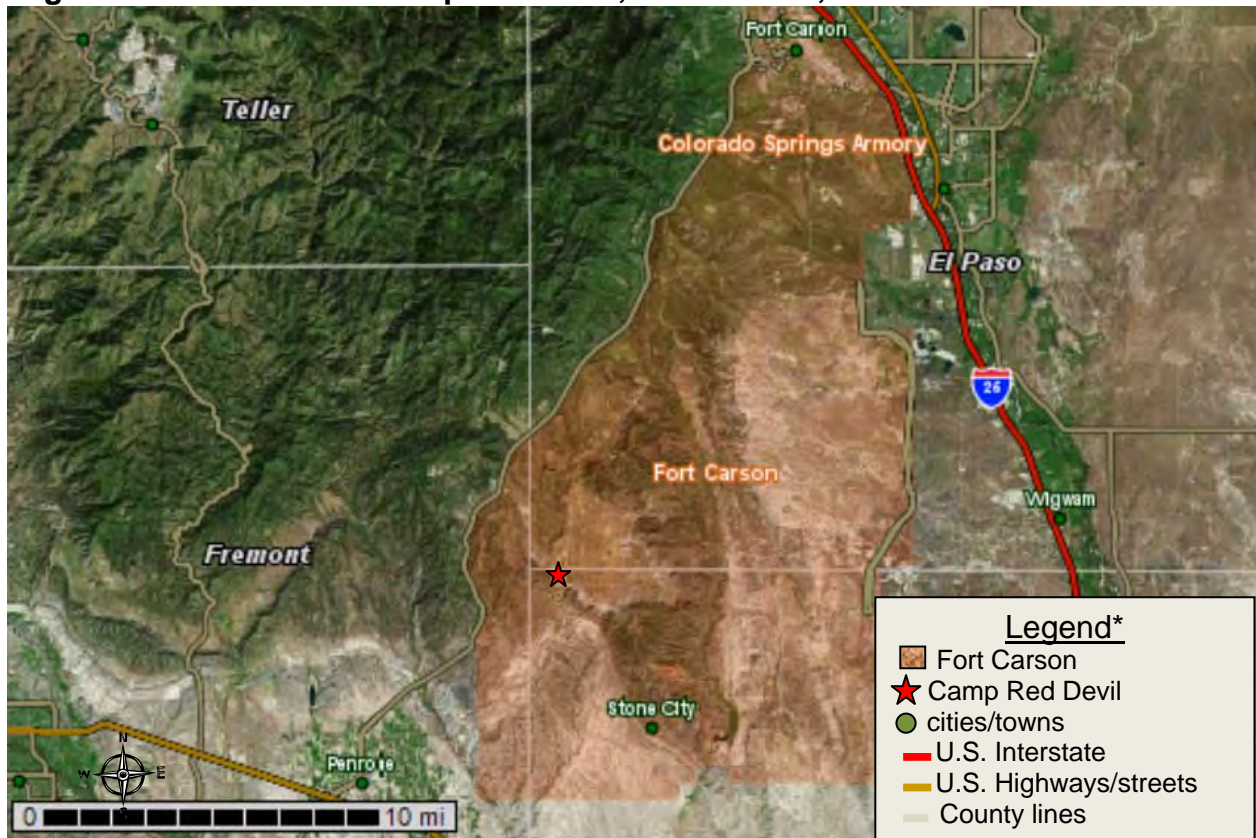 Fort Carson
Teller
Colorado Springs Armory
El Paso
26
Fort Carson
Wigwam
Fremont
Stone City
Penrose
N
W E
S
0 10 mi
Legend*
Fort Carson
Camp Red Devil
cities/towns
U.S. Interstate
U.S. Highways/streets
County lines